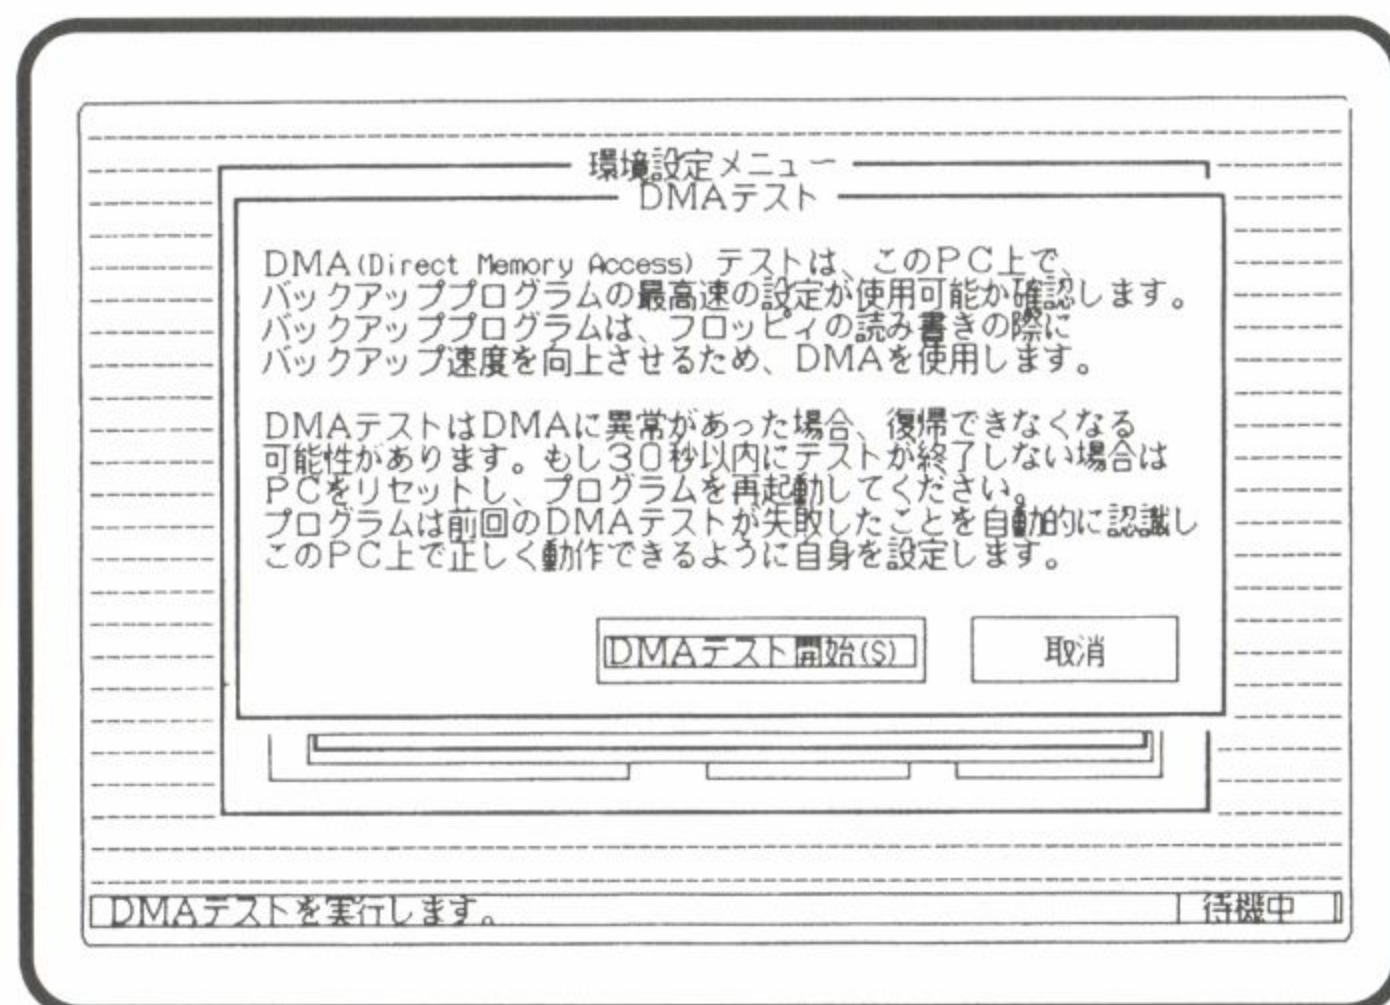 環境設定メニュー
DMAテスト
DMA(Direct Memory Access) テストは、このPC上で、
バックアッププログラムの最高速の設定が使用可能か確認します。
バックアッププログラムは、フロッピィの読み書きの際に
バックアップ速度を向上させるため、DMAを使用します。
DMAテストはDMAに異常があった場合、復帰できなくなる
可能性があります。もし30秒以内にテストが終了しない場合は
PCをリセットし、プログラムを再起動してください。
プログラムは前回のDMAテストが失敗したことを自動的に認識し
このPC上で正しく動作できるように自身を設定します。
DMAテスト開始(S) 取消
DMAテストを実行します。 待機中